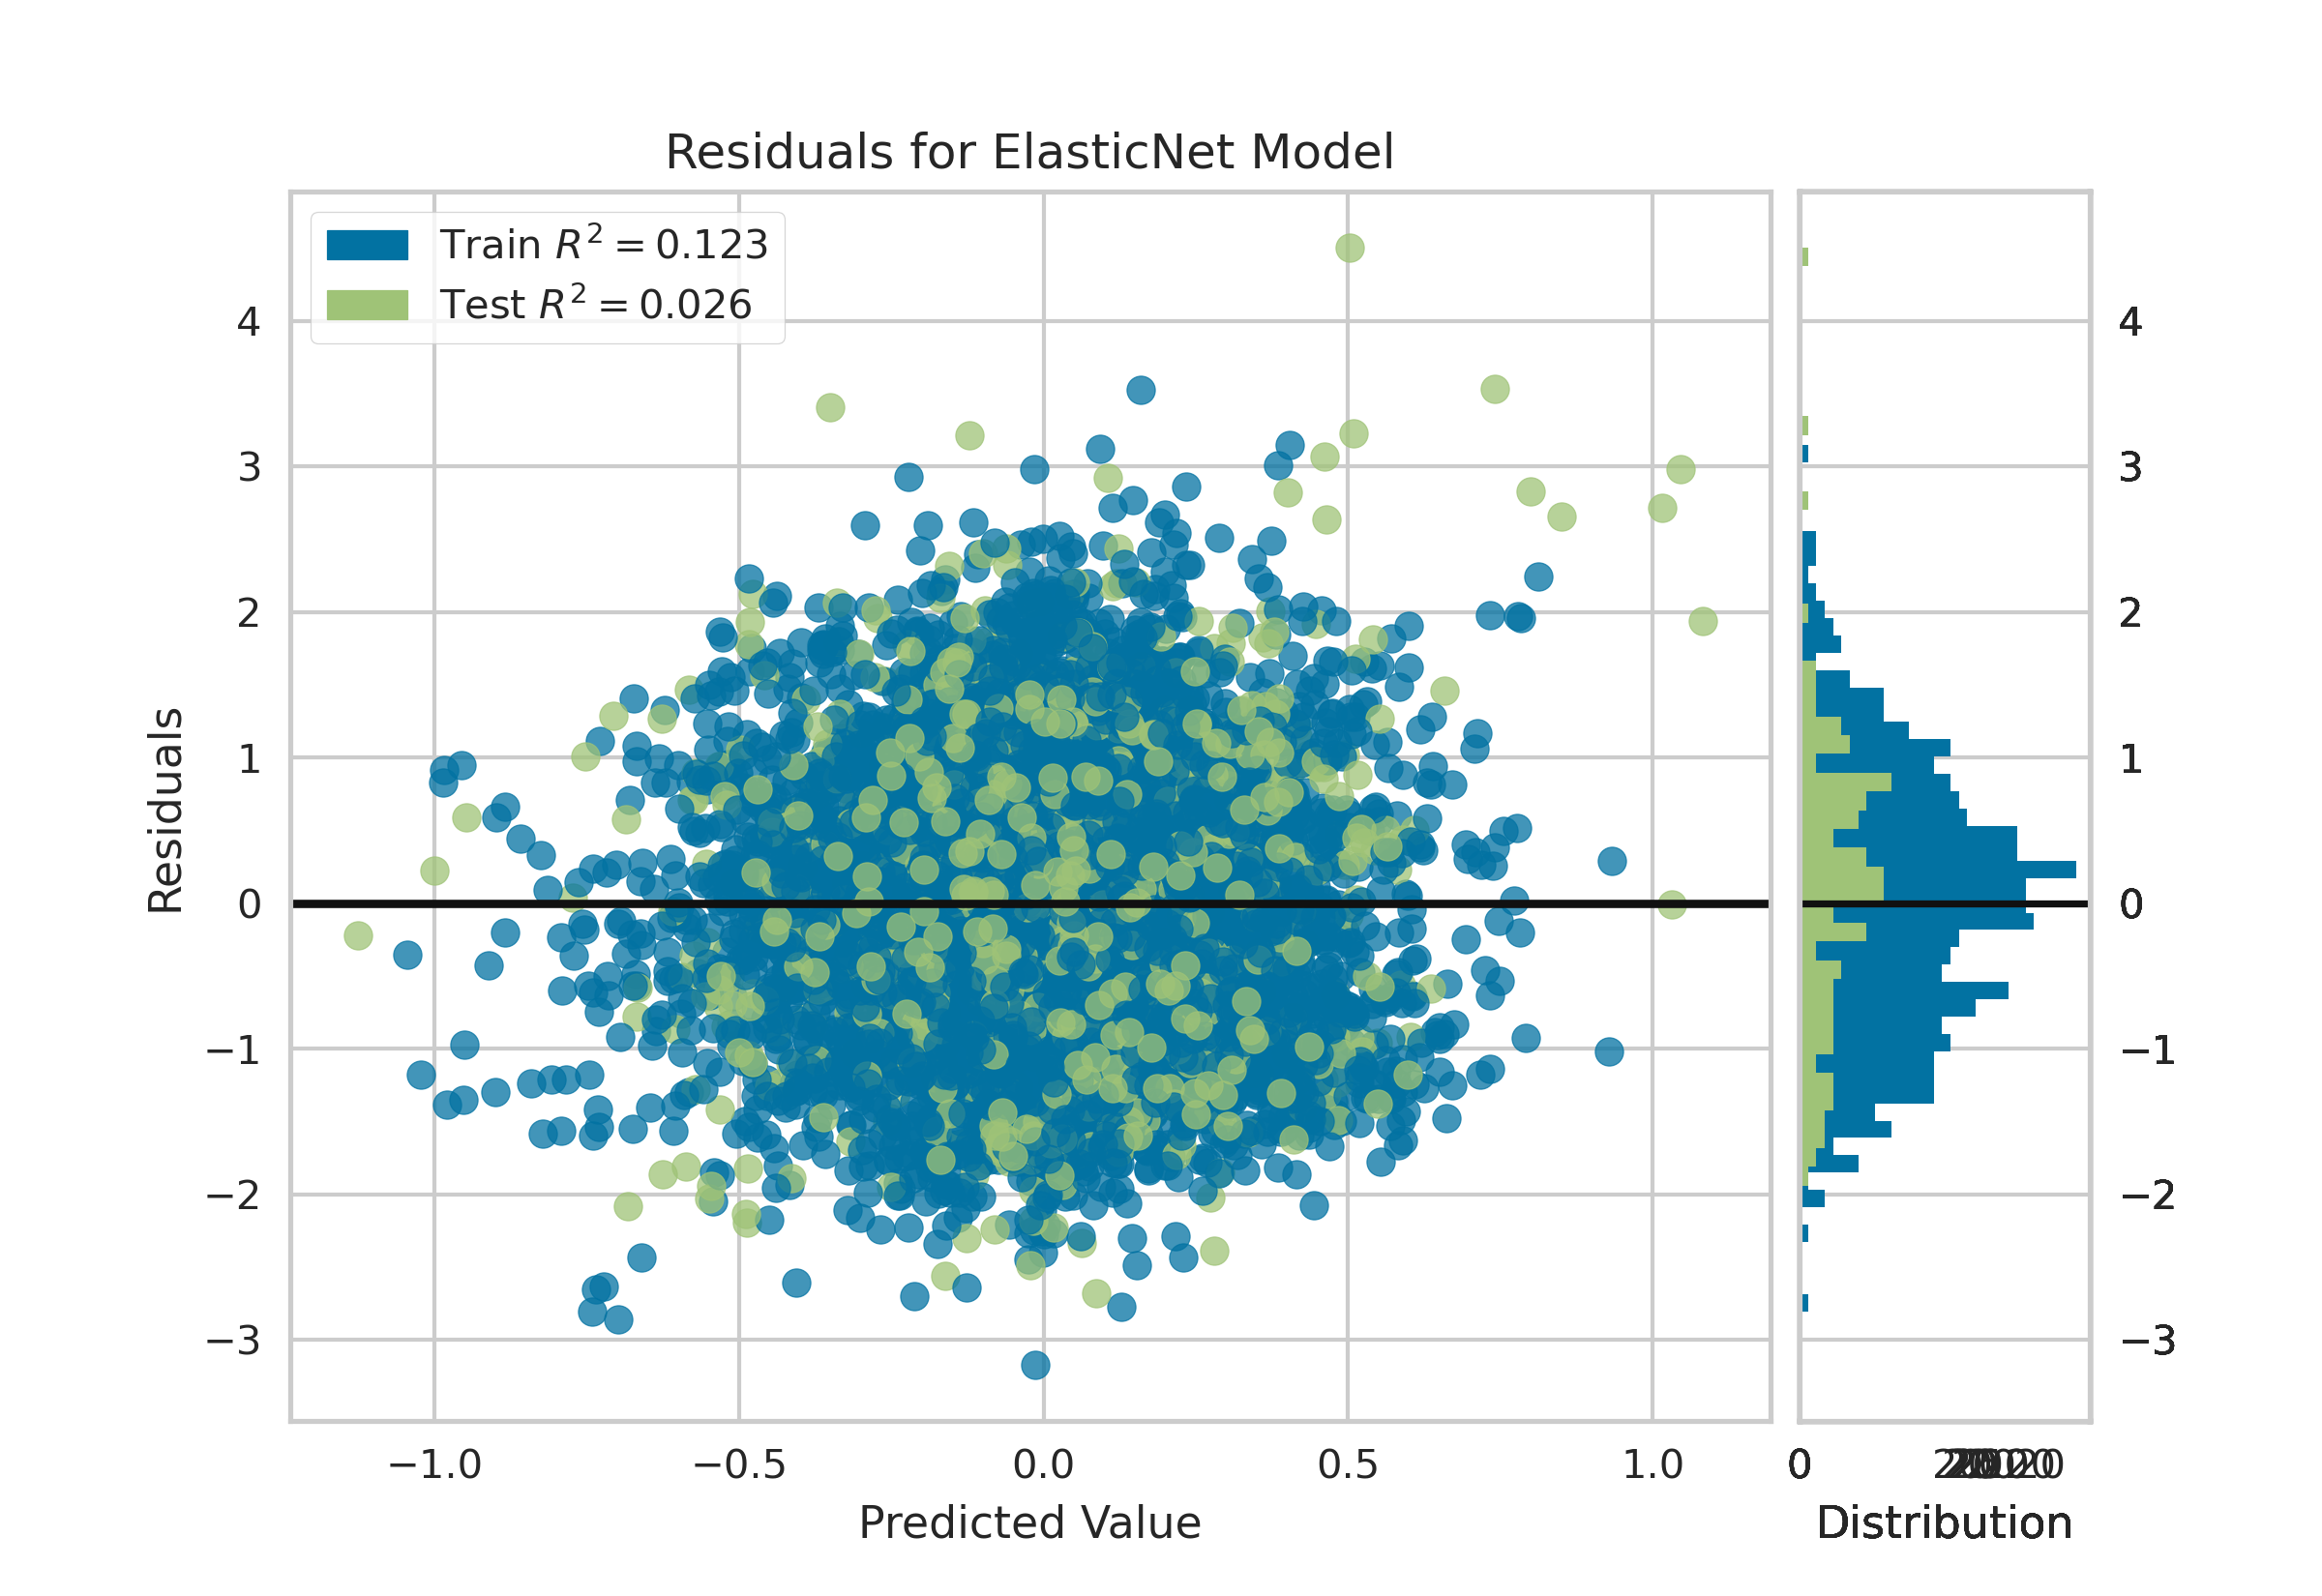 Residuals for ElasticNet Model
Train R² = 0.123
Test R² = 0.026
Residuals
4
3
2
1
0
−1
−2
−3
−1.0 −0.5 0.0 0.5 1.0
Predicted Value
4
3
2
1
0
−1
−2
−3
0
Distribution